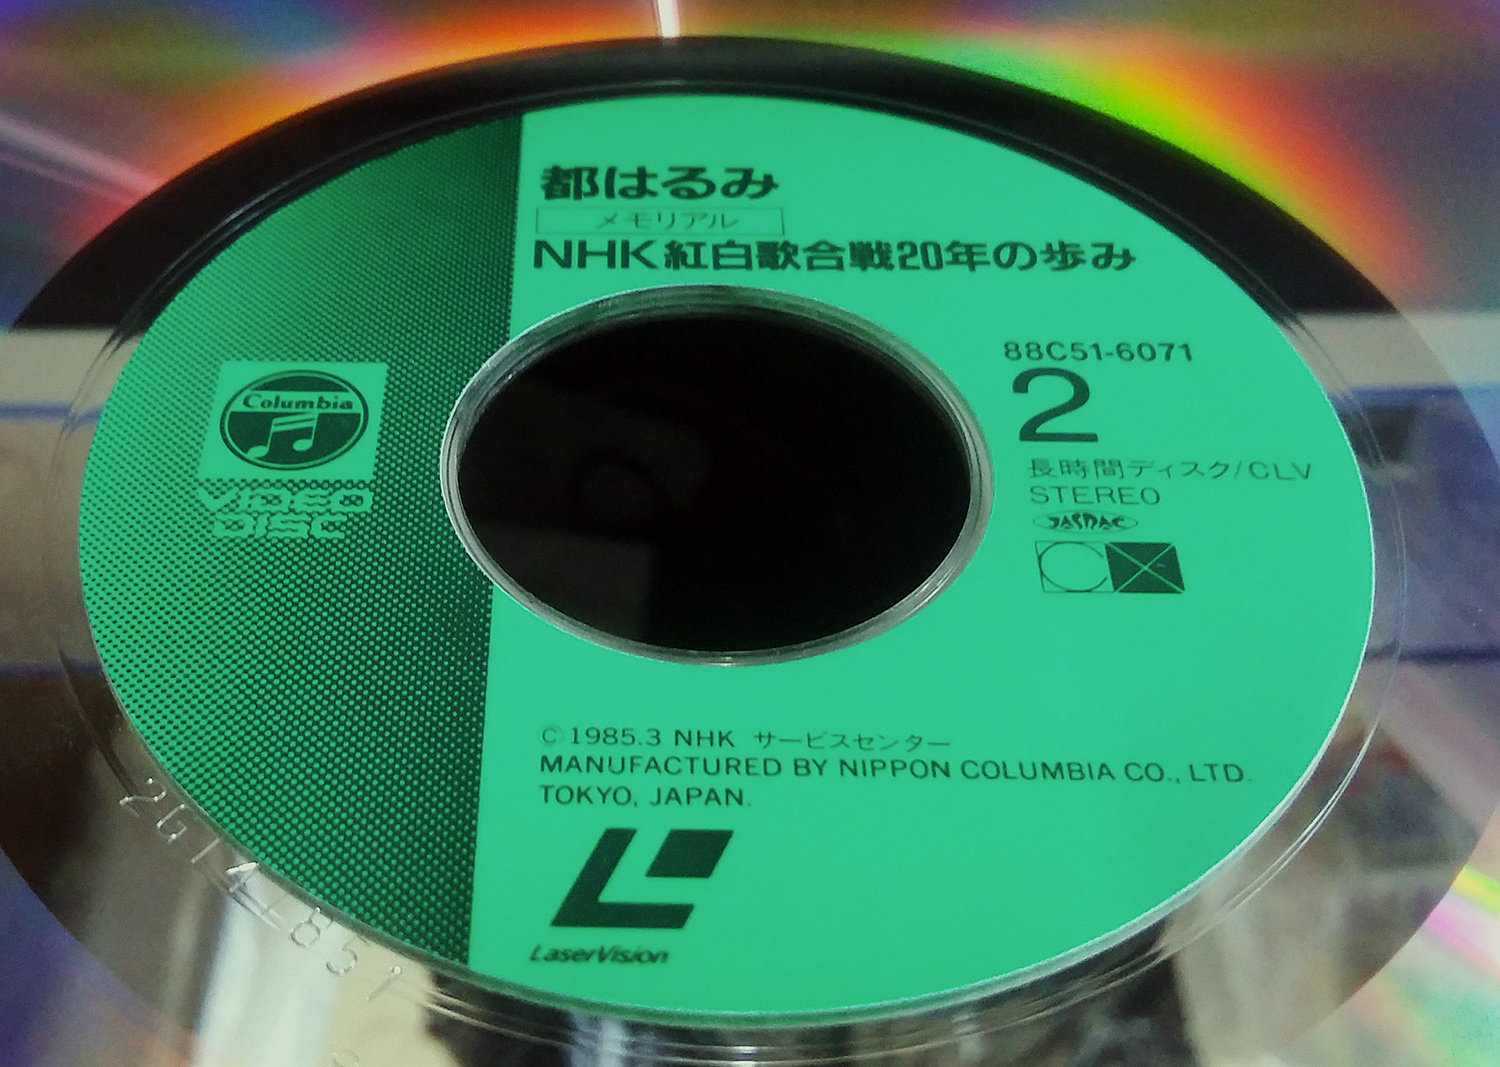 都はるみ
メモリアル
NHK紅白歌合戦20年の歩み
Columbia
VIDEO
DISC
88C51-6071
2
長時間ディスク/CLV
STEREO
JASRAC
©1985.3 NHK サービスセンター
MANUFACTURED BY NIPPON COLUMBIA CO., LTD.
TOKYO, JAPAN.
LaserVision